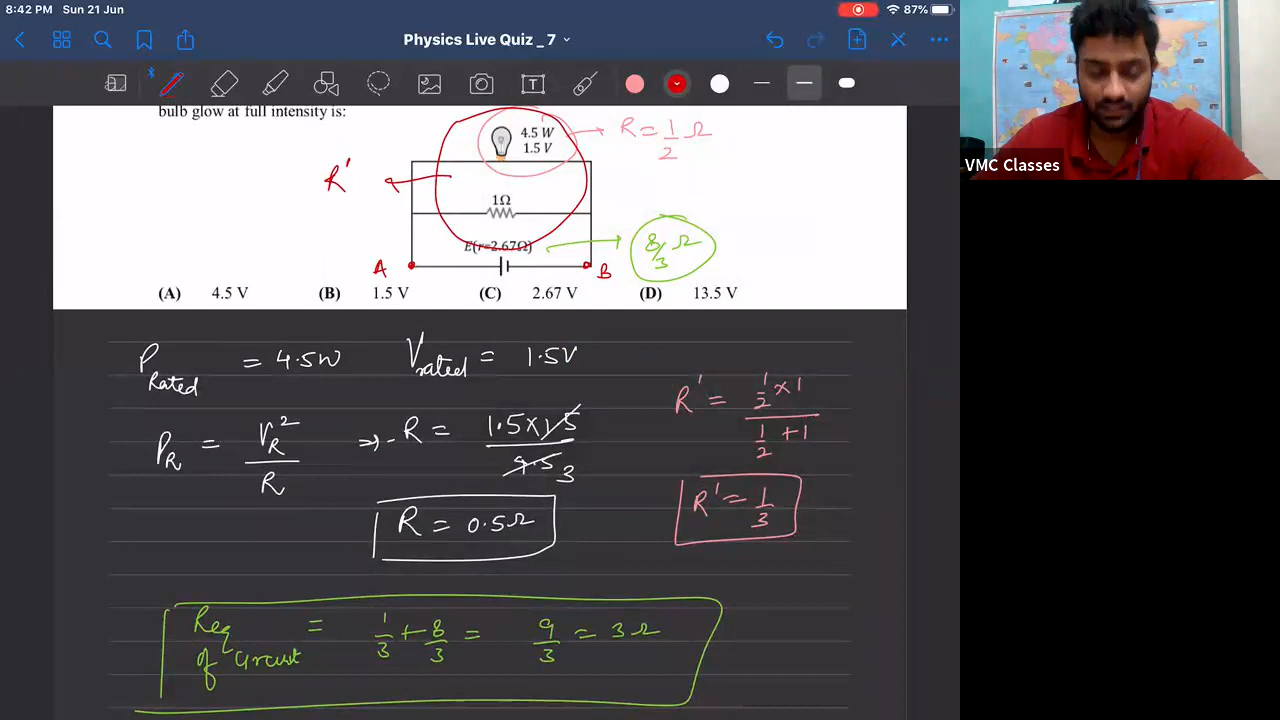 8:42 PM Sun 21 Jun
87%
Physics Live Quiz _ 7
T
VMC Classes
bulb glow at full intensity is:
4.5 W
1.5 V
R = 1/2 Ω
R'
1Ω
E(r=2.67Ω)
8/3 Ω
A
B
(A) 4.5 V (B) 1.5 V (C) 2.67 V (D) 13.5 V
P Rated = 4.5W V rated = 1.5V
P_R = V_R²/R ⇒ R = 1.5×1.5/4.5 3
R = 0.5Ω
R' = (1/2 × 1)/(1/2 + 1)
R' = 1/3
Req of Circuit = 1/3 + 8/3 = 9/3 = 3Ω